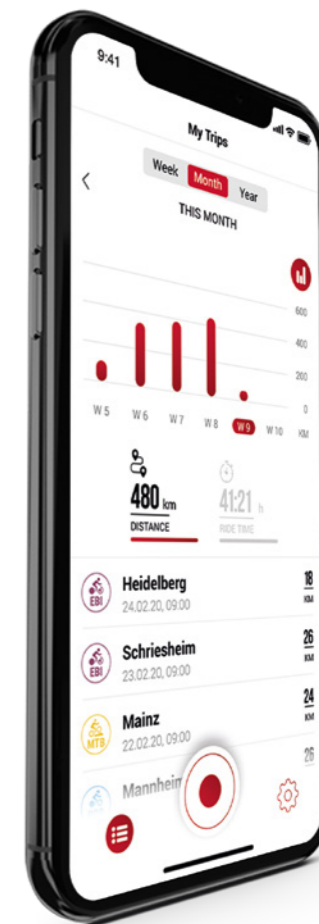 9:41
My Trips
Week Month Year
THIS MONTH
600
400
200
0
W 5 W 6 W 7 W 8 W 9 W 10 KM
480 km 41:21 h
DISTANCE RIDE TIME
Heidelberg 18
EBI 24.02.20, 09:00 KM
Schriesheim 26
EBI 23.02.20, 09:00 KM
Mainz 24
MTB 22.02.20, 09:00 KM
Mannheim 26